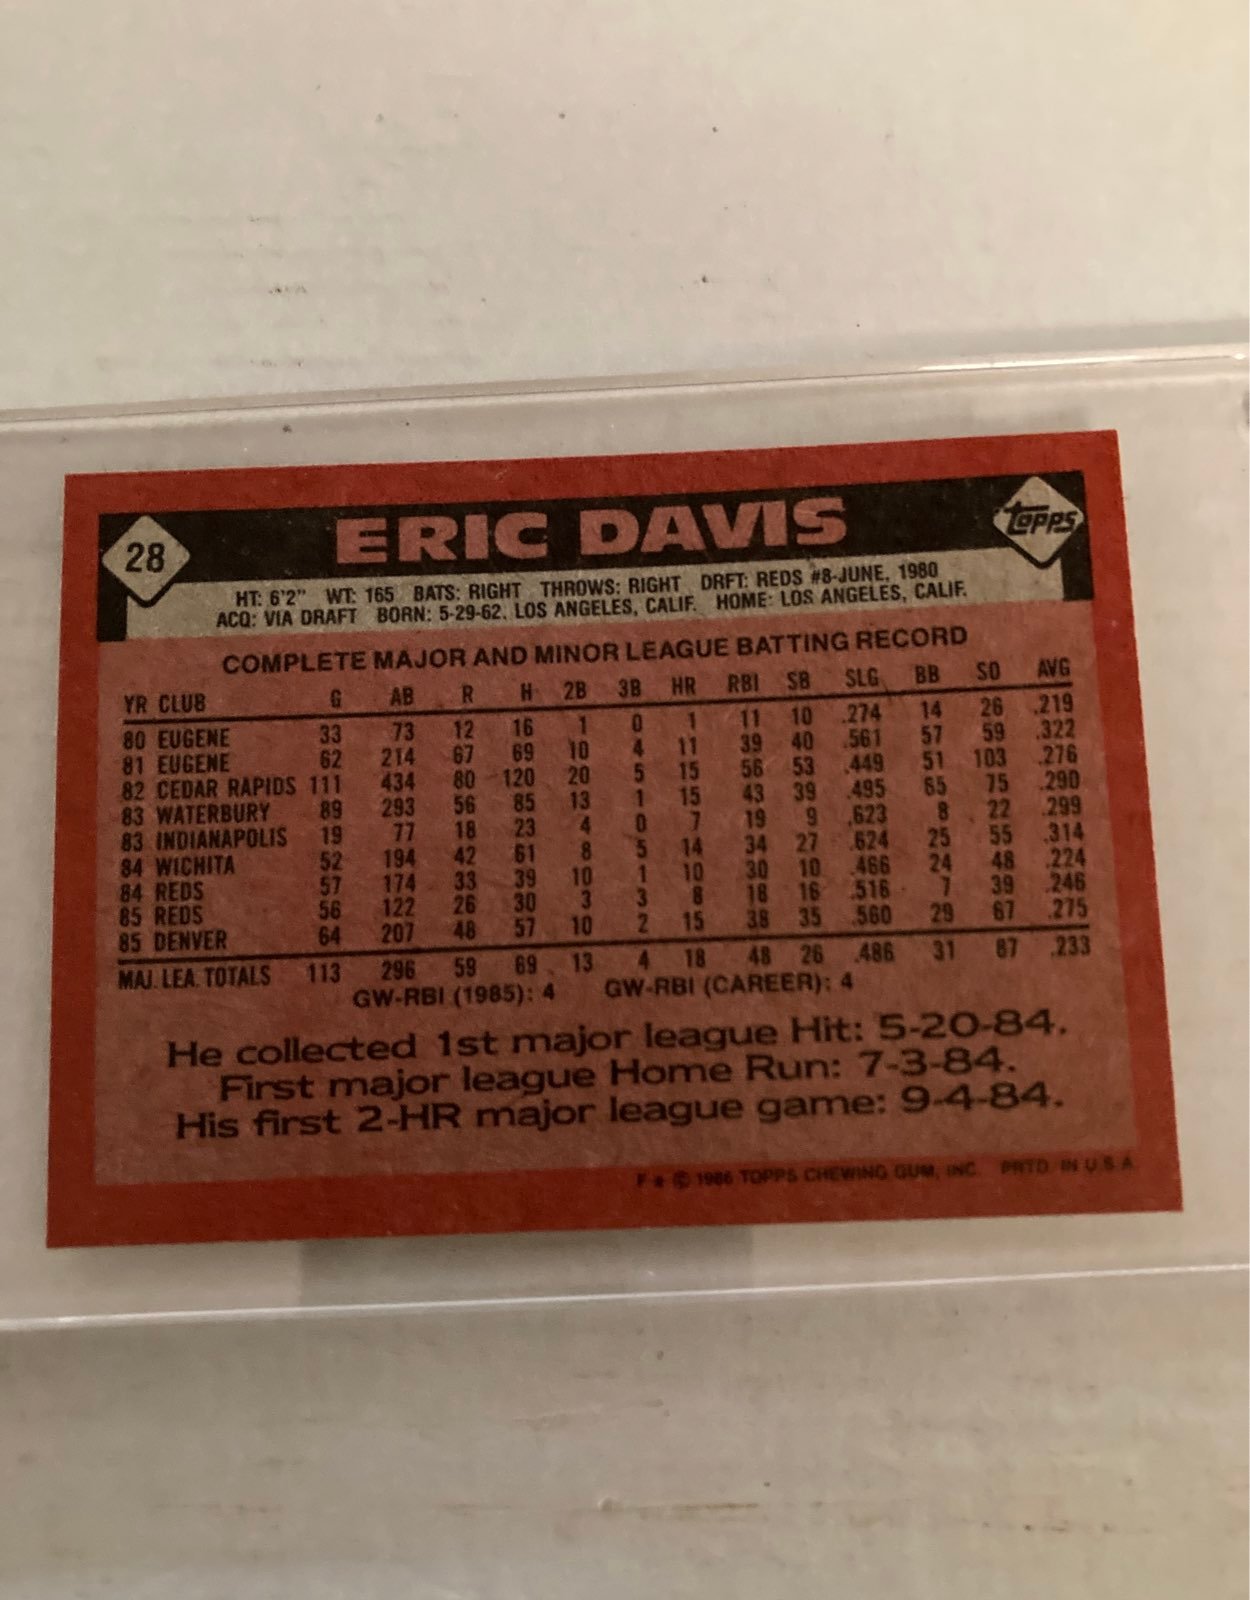 28 ERIC DAVIS topps
HT: 6'2" WT: 165 BATS: RIGHT THROWS: RIGHT DRFT: REDS #8-JUNE, 1980
ACQ: VIA DRAFT BORN: 5-29-62, LOS ANGELES, CALIF. HOME: LOS ANGELES, CALIF.
COMPLETE MAJOR AND MINOR LEAGUE BATTING RECORD
YR CLUB G AB R H 2B 3B HR RBI SB SLG BB SO AVG
80 EUGENE 33 73 12 16 1 0 1 11 10 .274 14 26 .219
81 EUGENE 62 214 67 69 10 4 11 39 40 .561 57 59 .322
82 CEDAR RAPIDS 111 434 80 120 20 5 15 56 53 .449 51 103 .276
83 WATERBURY 89 293 56 85 13 1 15 43 39 .495 65 75 .290
83 INDIANAPOLIS 19 77 18 23 4 0 7 19 9 .623 8 22 .299
84 WICHITA 52 194 42 61 8 5 14 34 27 .624 25 55 .314
84 REDS 57 174 33 39 10 1 10 30 10 .466 24 48 .224
85 REDS 56 122 26 30 3 3 8 18 16 .516 7 39 .246
85 DENVER 64 207 48 57 10 2 15 38 35 .560 29 67 .275
MAJ. LEA. TOTALS 113 296 59 69 13 4 18 48 26 .486 31 87 .233
GW-RBI (1985): 4 GW-RBI (CAREER): 4
He collected 1st major league Hit: 5-20-84.
First major league Home Run: 7-3-84.
His first 2-HR major league game: 9-4-84.
F * © 1986 TOPPS CHEWING GUM, INC. PRTD. IN U.S.A.